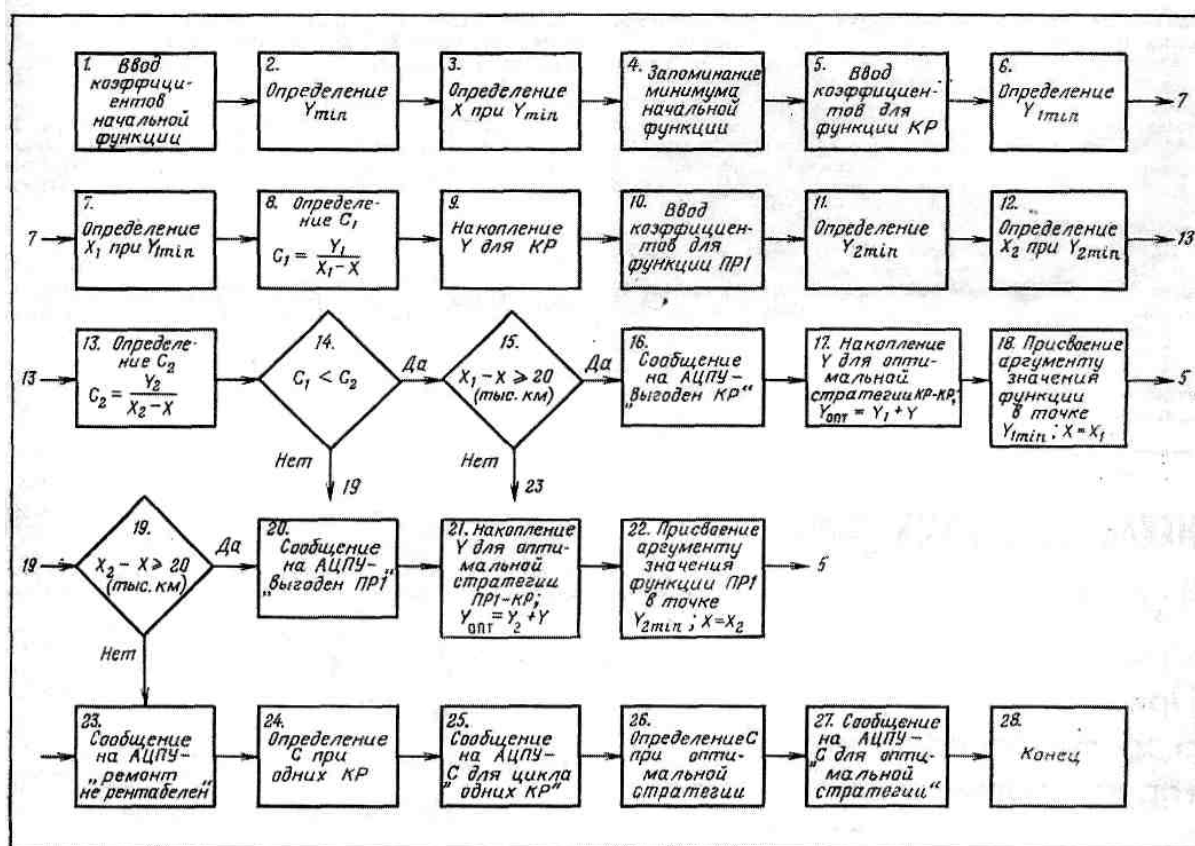 1. Ввод
коэффици-
ентов
начальной
функции
2.
Определение
Ymin
3.
Определение
X при Ymin
4.
Запоминание
минимума
начальной
функции
5. Ввод
коэффициен-
тов для
функции КР
6.
Определение
Y1min
7
7
7.
Определение
X1 при Y1min
8. Определе-
ние C1
C1 = Y1 / (X1 - X)
9.
Накопление
Y для КР
10. Ввод
коэффициен-
тов для
функции ПР1
11.
Определение
Y2min
12.
Определение
X2 при Y2min
13
13
13. Определе-
ние C2
C2 = Y2 / (X2 - X)
14.
C1 < C2
Да
Нет
19
15.
X1 - X ⩾ 20
(тыс. км)
Да
Нет
23
16.
Сообщение
на АЦПУ-
„выгоден КР"
17. Накопление
Y для опти-
мальной
стратегии КР-КР;
Yопт = Y1 + Y
18. Присвоение
аргументу
значения
функции
в точке
Y1min; X=X1
5
19
19.
X2 - X ⩾ 20
(тыс. км)
Да
Нет
20.
Сообщение
на АЦПУ-„
„выгоден ПР1
21. Накопление
Y для опти-
мальной
стратегии
ПР1-КР;
Yопт = Y2 + Y
22. Присвоение
аргументу
значения
функции ПР1
в точке
Y2min; X=X2
5
23.
Сообщение
на АЦПУ-
„ремонт
не рентабелен"
24.
Определение
C при
одних КР
25.
Сообщение
на АЦПУ-
C для цикла
" одних КР"
26.
Определение C
при опти-
мальной
стратегии
27. Сообще-
ние на
АЦПУ-
„C для опти-
мальной
стратегии"
28.
Конец